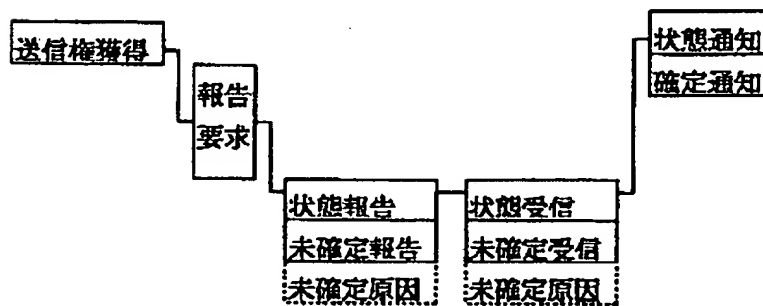 送信権獲得
報告
要求
状態報告
未確定報告
未確定原因
状態受信
未確定受信
未確定原因
状態通知
確定通知